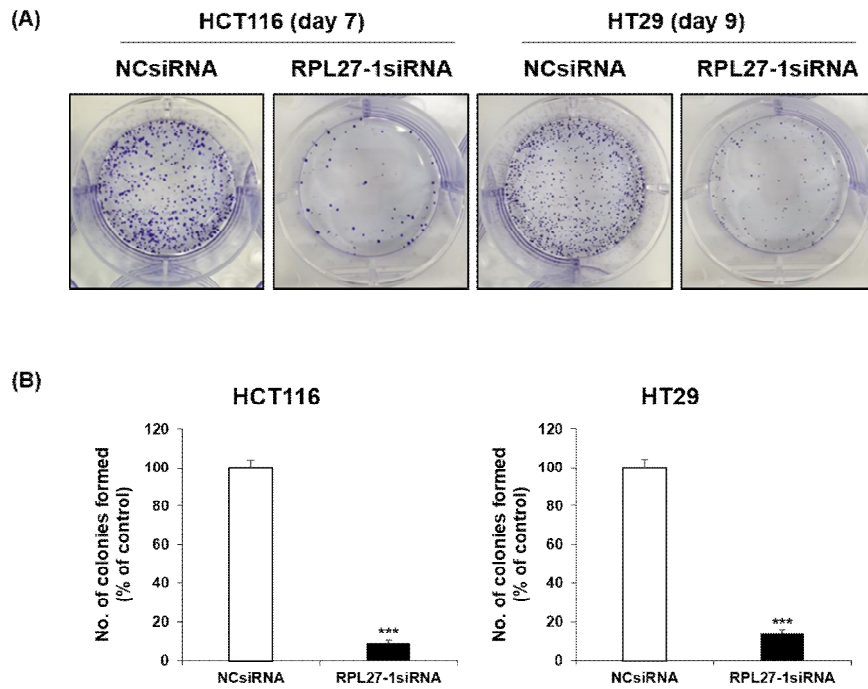 (A)
HCT116 (day 7)
HT29 (day 9)
NCsiRNA
RPL27-1siRNA
NCsiRNA
RPL27-1siRNA
(B)
HCT116
No. of colonies formed
(% of control)
120
100
80
60
40
20
0
***
NCsiRNA
RPL27-1siRNA
HT29
No. of colonies formed
(% of control)
120
100
80
60
40
20
0
***
NCsiRNA
RPL27-1siRNA